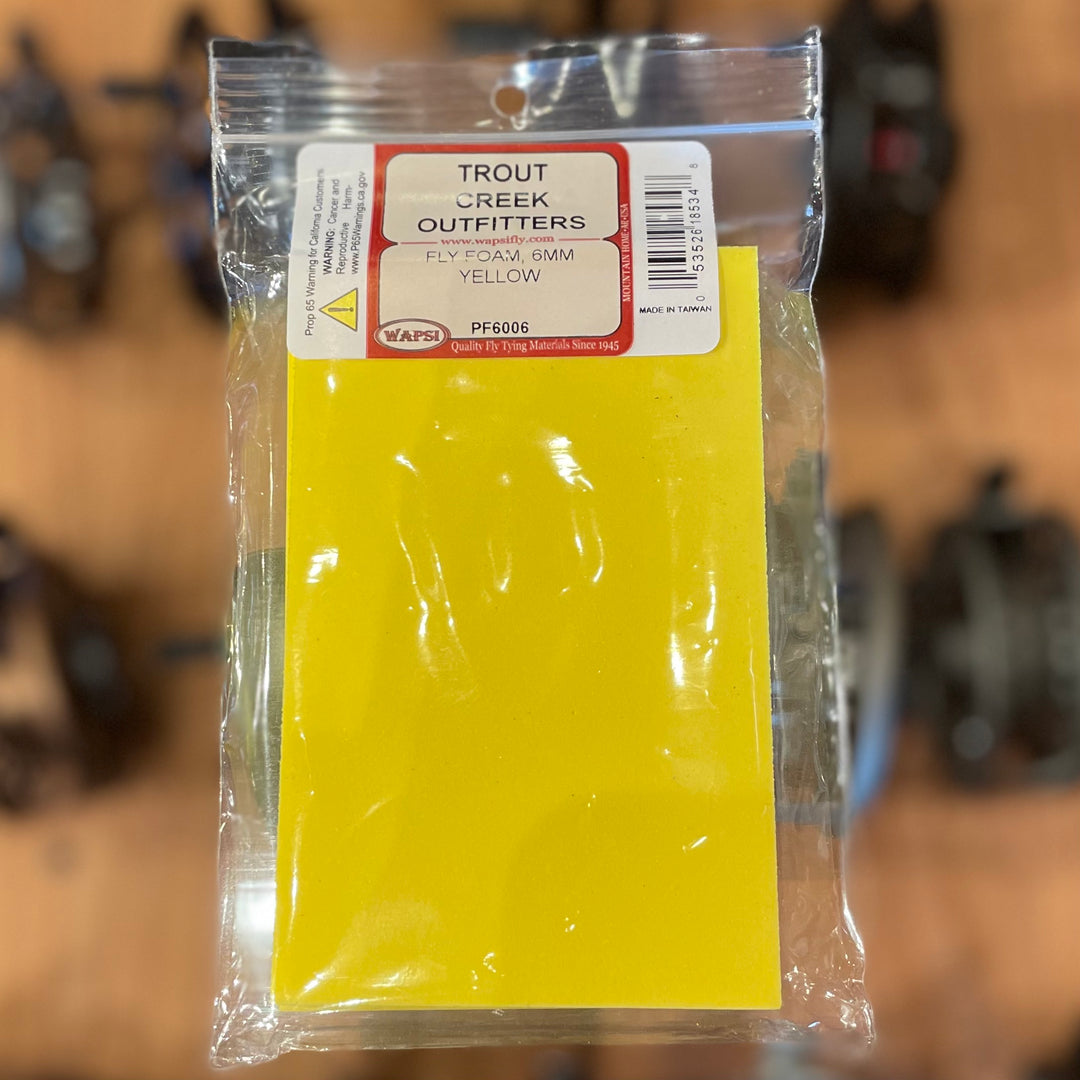 Prop 65 Warning for California Customers
WARNING: Cancer and
Reproductive Harm-
www.P65Warnings.ca.gov
TROUT
CREEK
OUTFITTERS
www.wapsifly.com
FLY FOAM, 6MM
YELLOW
PF6006
WAPSI
Quality Fly Tying Materials Since 1945
MOUNTAIN HOME•AR•USA
0 53526 18534 8
MADE IN TAIWAN